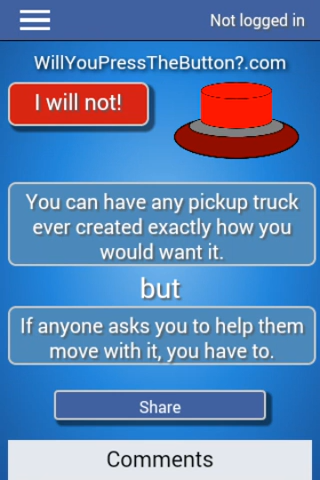 Not logged in
WillYouPressTheButton?.com
I will not!
You can have any pickup truck
ever created exactly how you
would want it.
but
If anyone asks you to help them
move with it, you have to.
Share
Comments